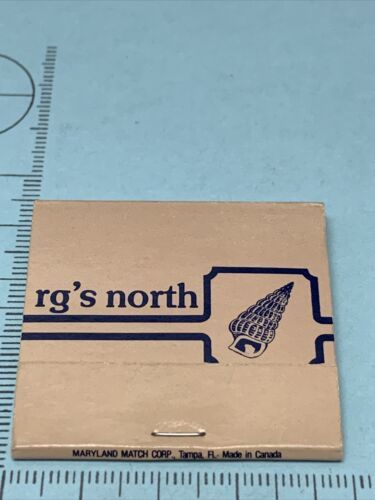 rg's north
MARYLAND MATCH CORP., Tampa, FL- Made in Canada